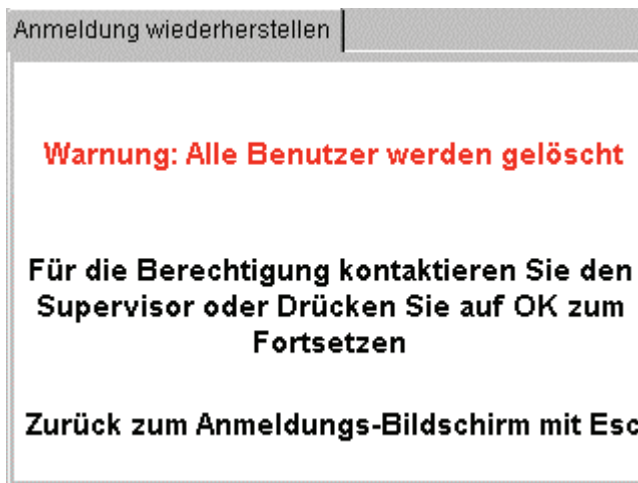 Anmeldung wiederherstellen
Warnung: Alle Benutzer werden gelöscht
Für die Berechtigung kontaktieren Sie den
Supervisor oder Drücken Sie auf OK zum
Fortsetzen
Zurück zum Anmeldungs-Bildschirm mit Esc